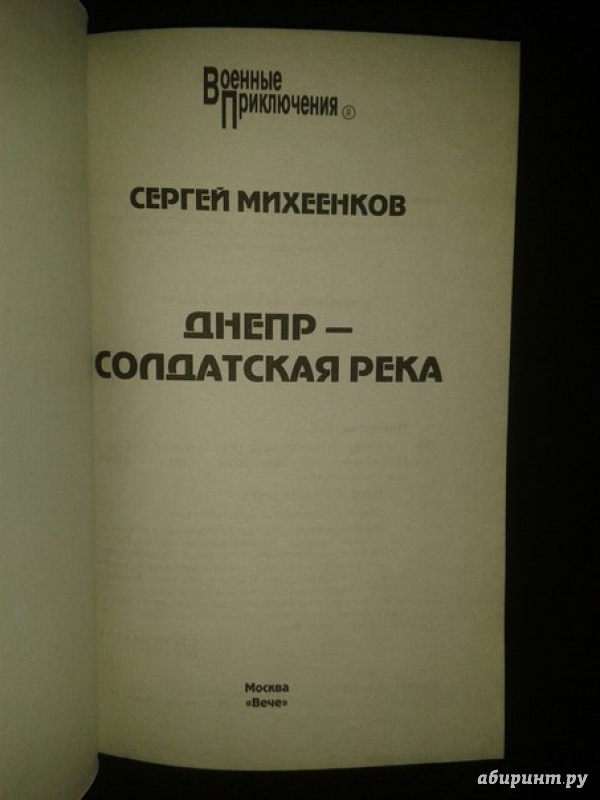 Военные
Приключения®
СЕРГЕЙ МИХЕЕНКОВ
ДНЕПР –
СОЛДАТСКАЯ РЕКА
Москва
«Вече»
абиринт.ру